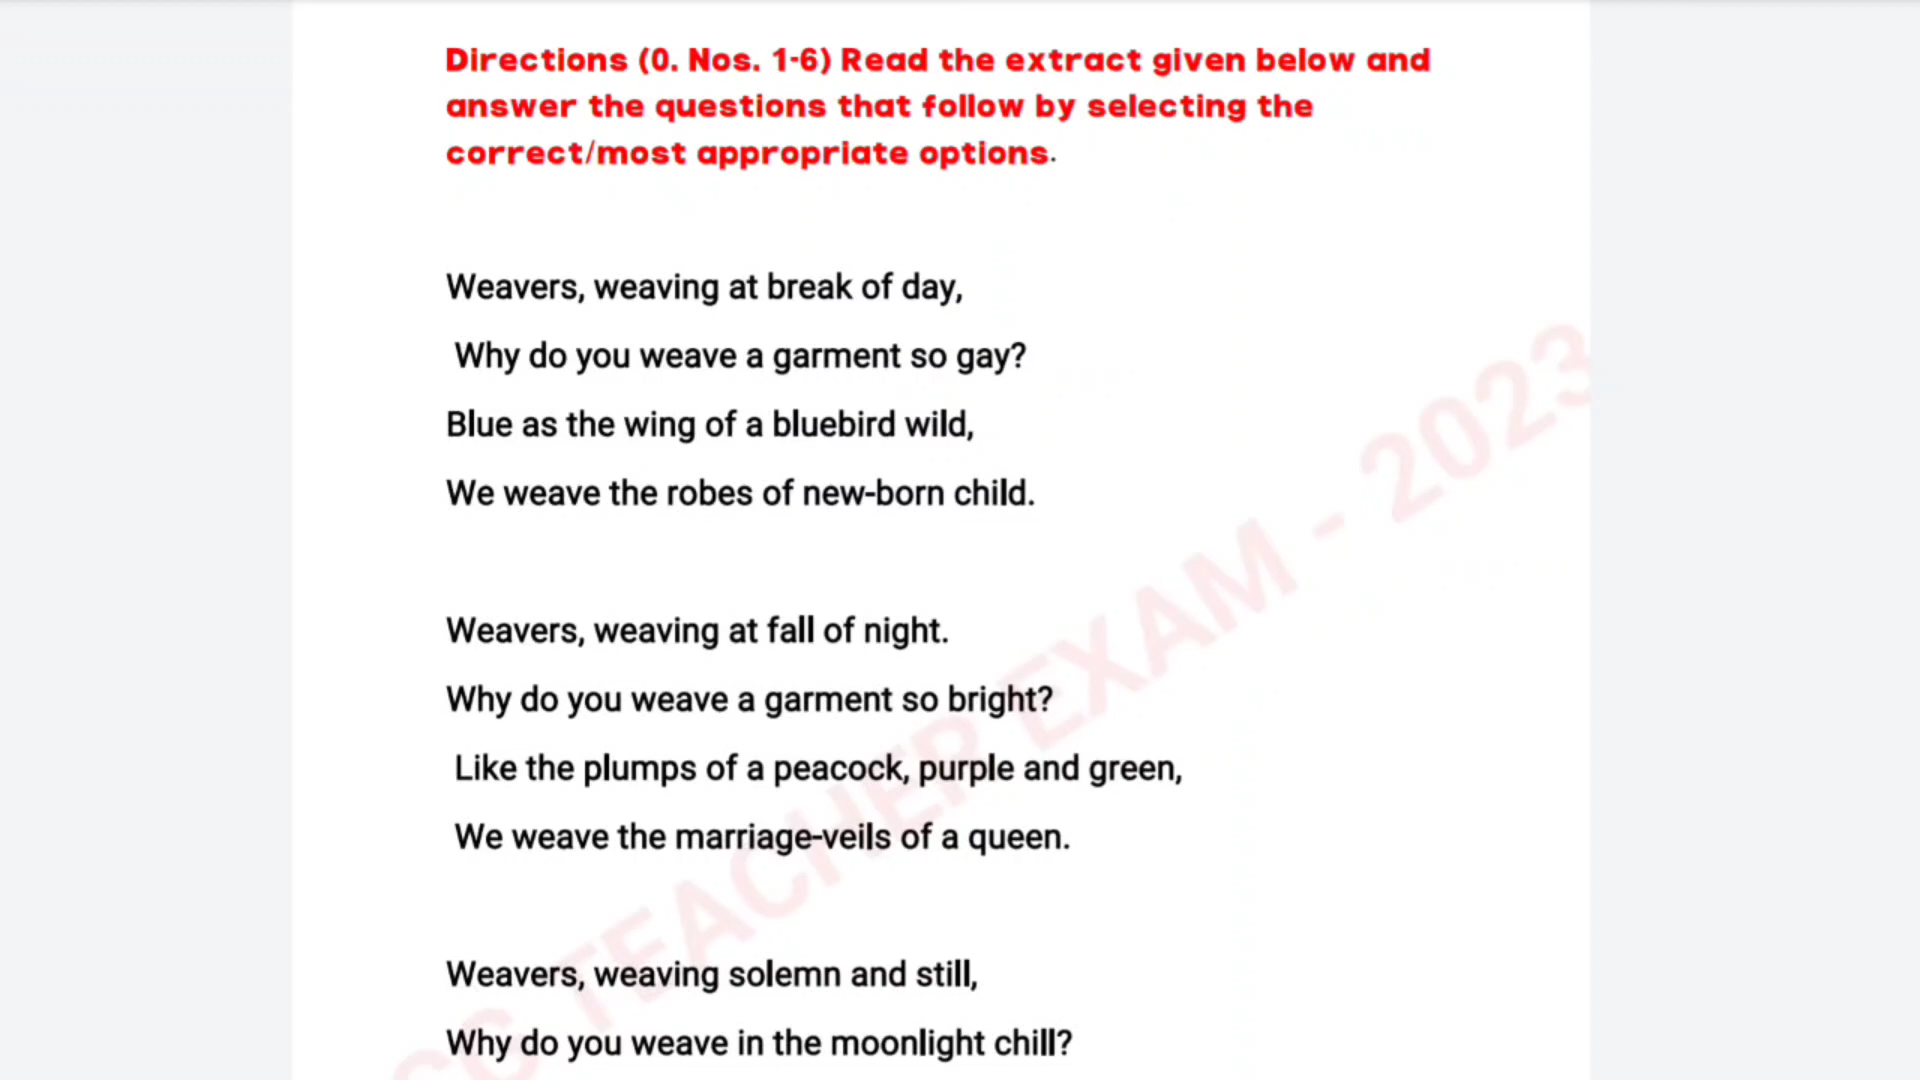 Directions (0. Nos. 1-6) Read the extract given below and
answer the questions that follow by selecting the
correct/most appropriate options.
Weavers, weaving at break of day,
Why do you weave a garment so gay?
Blue as the wing of a bluebird wild,
We weave the robes of new-born child.
Weavers, weaving at fall of night.
Why do you weave a garment so bright?
Like the plumps of a peacock, purple and green,
We weave the marriage-veils of a queen.
Weavers, weaving solemn and still,
Why do you weave in the moonlight chill?
TEACHER EXAM - 2023